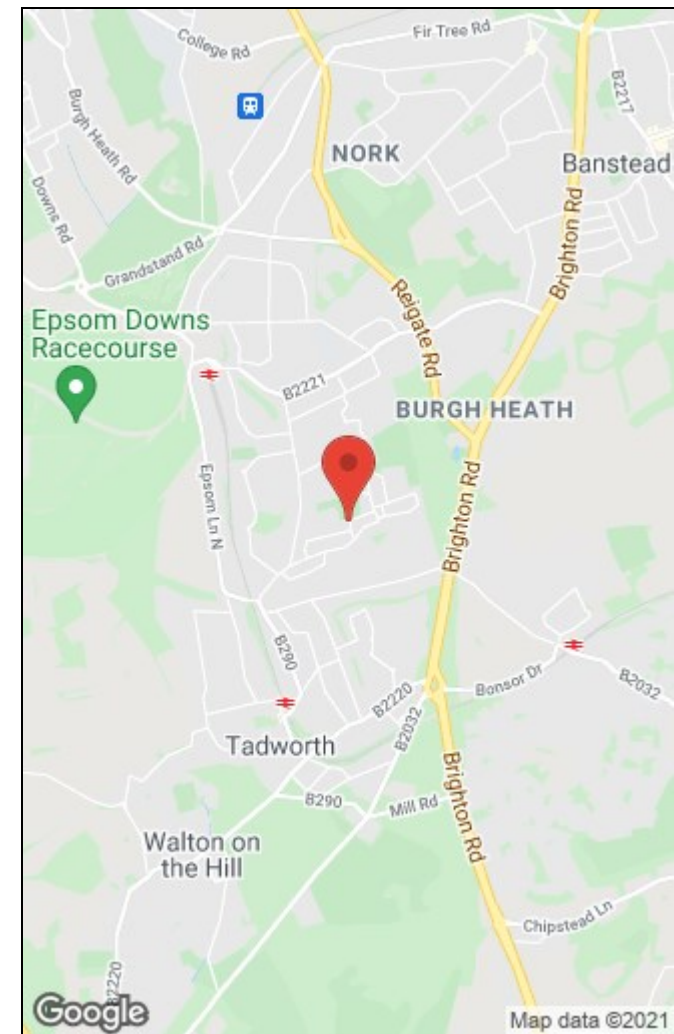 College Rd
Fir Tree Rd
B2217
Burgh Heath Rd
NORK
Banstead
Downs Rd
Grandstand Rd
Brighton Rd
Epsom Downs
Racecourse
Reigate Rd
B2221
BURGH HEATH
Epsom Ln N
Brighton Rd
B290
B2220
Bonsor Dr
B2032
B2032
Tadworth
B290
Mill Rd
Brighton Rd
Walton on
the Hill
Chipstead Ln
B2220
Google
Map data ©2021